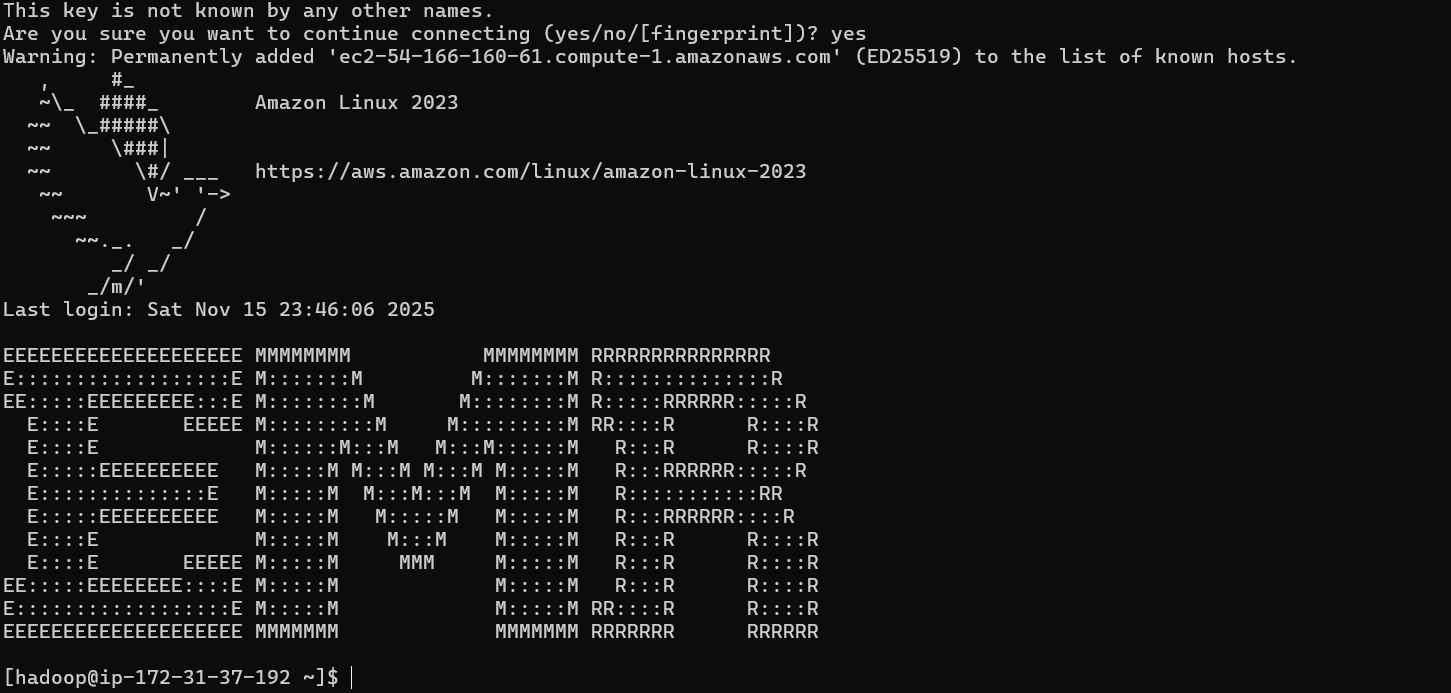 This key is not known by any other names.
Are you sure you want to continue connecting (yes/no/[fingerprint])? yes
Warning: Permanently added 'ec2-54-166-160-61.compute-1.amazonaws.com' (ED25519) to the list of known hosts.
   ,     #_
   ~\_  ####_        Amazon Linux 2023
  ~~  \_#####\
  ~~     \###|
  ~~       \#/ ___   https://aws.amazon.com/linux/amazon-linux-2023
   ~~       V~' '->
    ~~~         /
      ~~._.   _/
         _/ _/
       _/m/'
Last login: Sat Nov 15 23:46:06 2025

EEEEEEEEEEEEEEEEEEEE MMMMMMMM           MMMMMMMM RRRRRRRRRRRRRRR
E::::::::::::::::::E M:::::::M         M:::::::M R::::::::::::::R
EE:::::EEEEEEEEE:::E M::::::::M       M::::::::M R:::::RRRRRR:::::R
  E::::E       EEEEE M:::::::::M     M:::::::::M RR::::R      R::::R
  E::::E             M::::::M:::M   M:::M::::::M   R:::R      R::::R
  E:::::EEEEEEEEEE   M:::::M M:::M M:::M M:::::M   R:::RRRRRR:::::R
  E::::::::::::::E   M:::::M  M:::M:::M  M:::::M   R:::::::::::RR
  E:::::EEEEEEEEEE   M:::::M   M:::::M   M:::::M   R:::RRRRRR::::R
  E::::E             M:::::M    M:::M    M:::::M   R:::R      R::::R
  E::::E       EEEEE M:::::M     MMM     M:::::M   R:::R      R::::R
EE:::::EEEEEEEE::::E M:::::M             M:::::M   R:::R      R::::R
E::::::::::::::::::E M:::::M             M:::::M RR::::R      R::::R
EEEEEEEEEEEEEEEEEEEE MMMMMMM             MMMMMMM RRRRRRR      RRRRRR

[hadoop@ip-172-31-37-192 ~]$